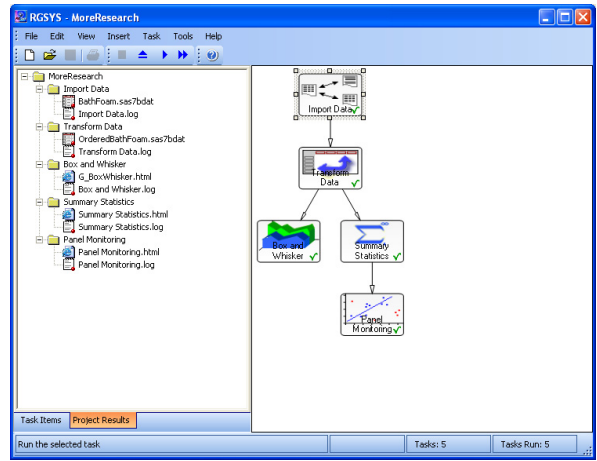 RGSYS - MoreResearch
File Edit View Insert Task Tools Help
MoreResearch
Import Data
BathFoam.sas7bdat
Import Data.log
Transform Data
OrderedBathFoam.sas7bdat
Transform Data.log
Box and Whisker
G_BoxWhisker.html
Box and Whisker.log
Summary Statistics
Summary Statistics.html
Summary Statistics.log
Panel Monitoring
Panel Monitoring.html
Panel Monitoring.log
Import Data
Transform
Data
Box and
Whisker
Summary
Statistics
Panel
Monitoring
Task Items Project Results
Run the selected task Tasks: 5 Tasks Run: 5